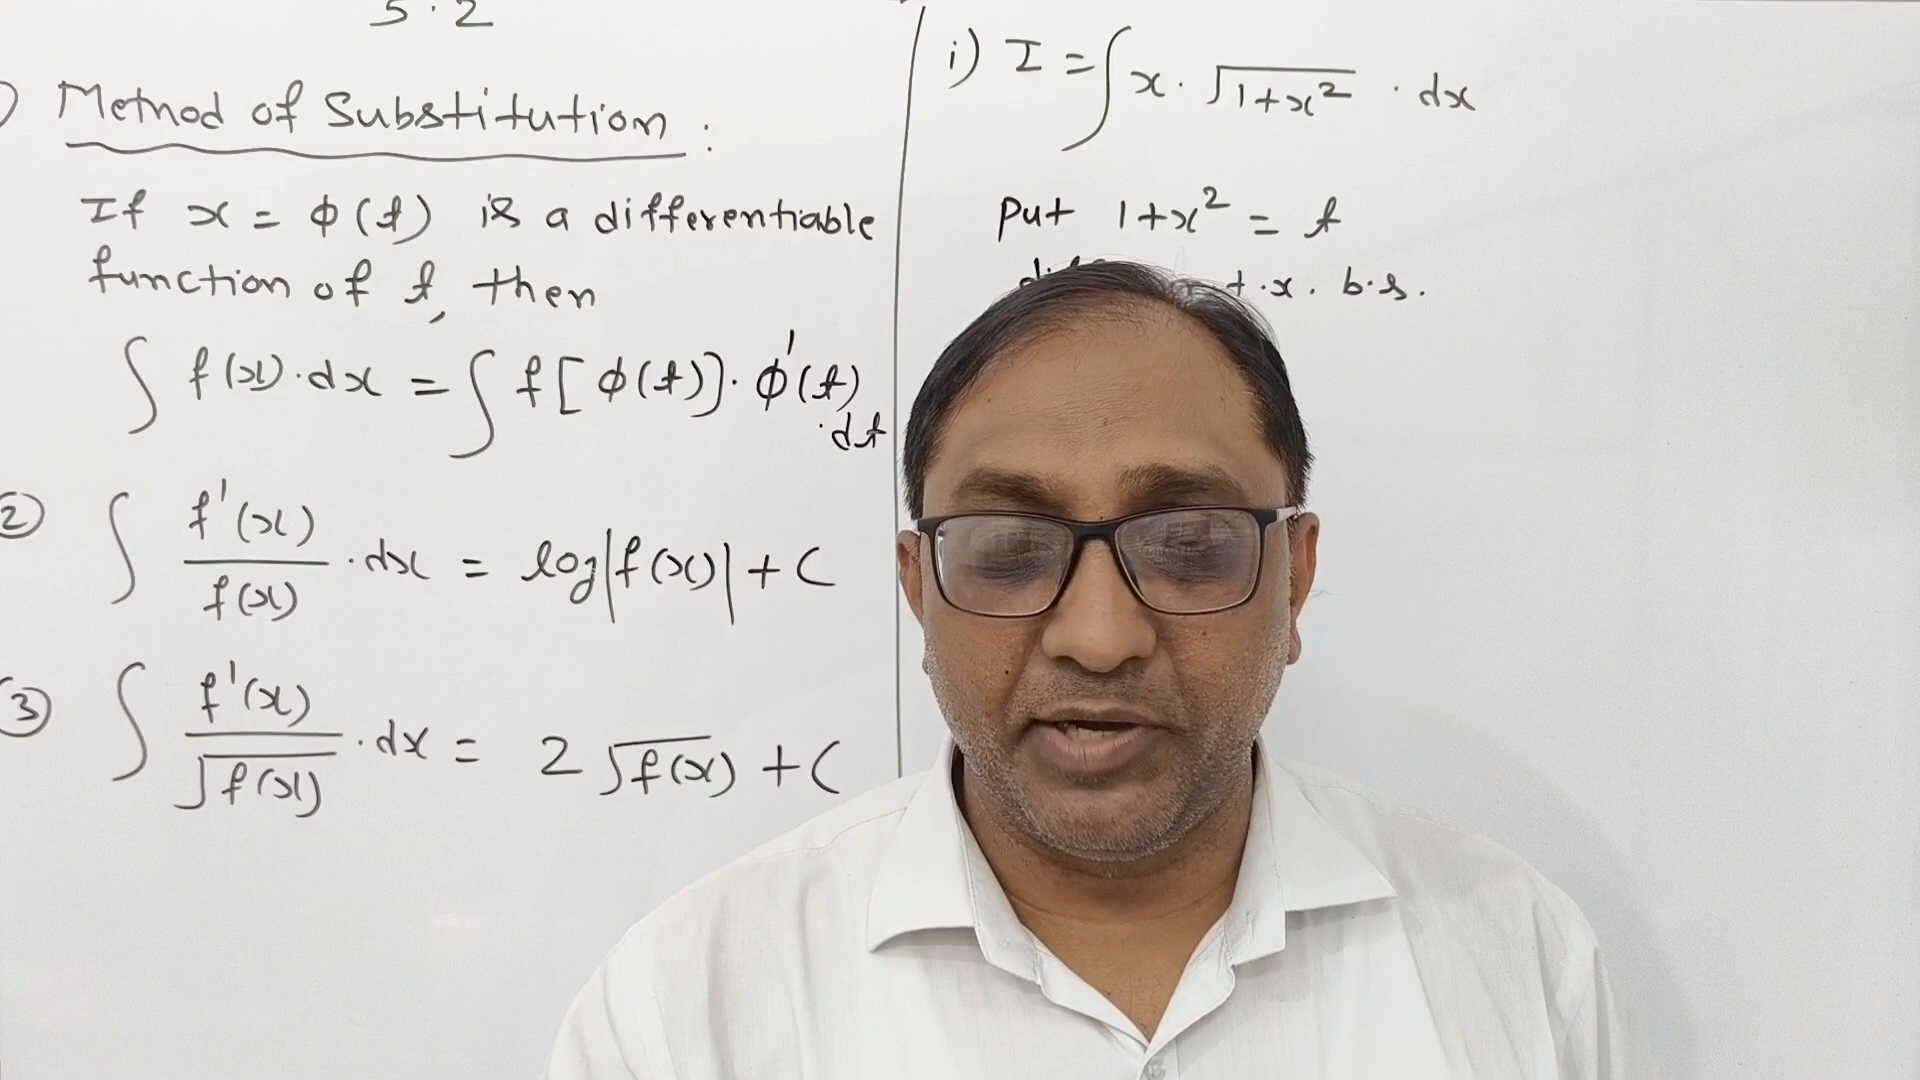 5.2
Method of Substitution :
If x = ϕ(t) is a differentiable
function of t, then
∫ f(x)·dx = ∫ f[ϕ(t)]·ϕ'(t)
·dt
② ∫ f'(x)/f(x) ·dx = log|f(x)| + C
③ ∫ f'(x)/√f(x) ·dx = 2√f(x) + C
i) I = ∫ x · √1+x² · dx
put 1+x² = t
t·x. b.s.